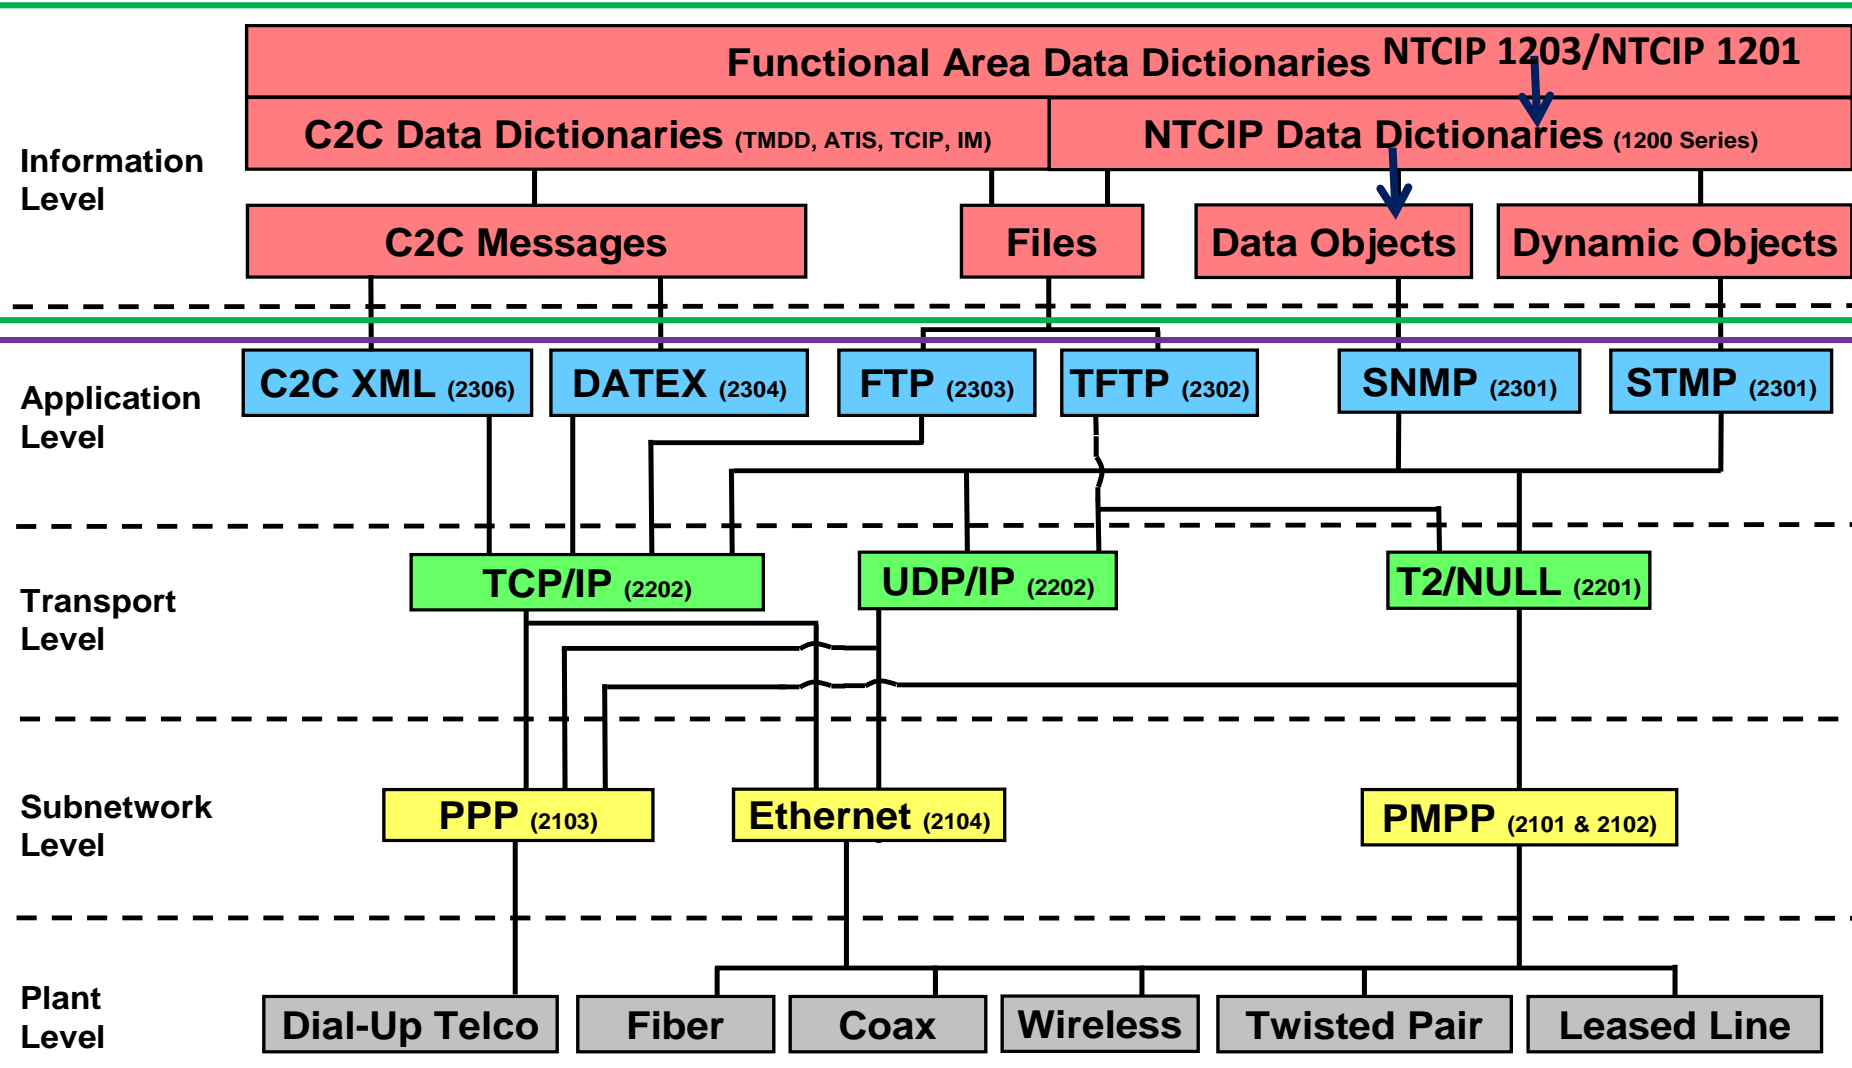 Functional Area Data Dictionaries NTCIP 1203/NTCIP 1201
C2C Data Dictionaries (TMDD, ATIS, TCIP, IM)
NTCIP Data Dictionaries (1200 Series)
Information
Level
C2C Messages
Files
Data Objects
Dynamic Objects
Application
Level
C2C XML (2306)
DATEX (2304)
FTP (2303)
TFTP (2302)
SNMP (2301)
STMP (2301)
Transport
Level
TCP/IP (2202)
UDP/IP (2202)
T2/NULL (2201)
Subnetwork
Level
PPP (2103)
Ethernet (2104)
PMPP (2101 & 2102)
Plant
Level
Dial-Up Telco
Fiber
Coax
Wireless
Twisted Pair
Leased Line